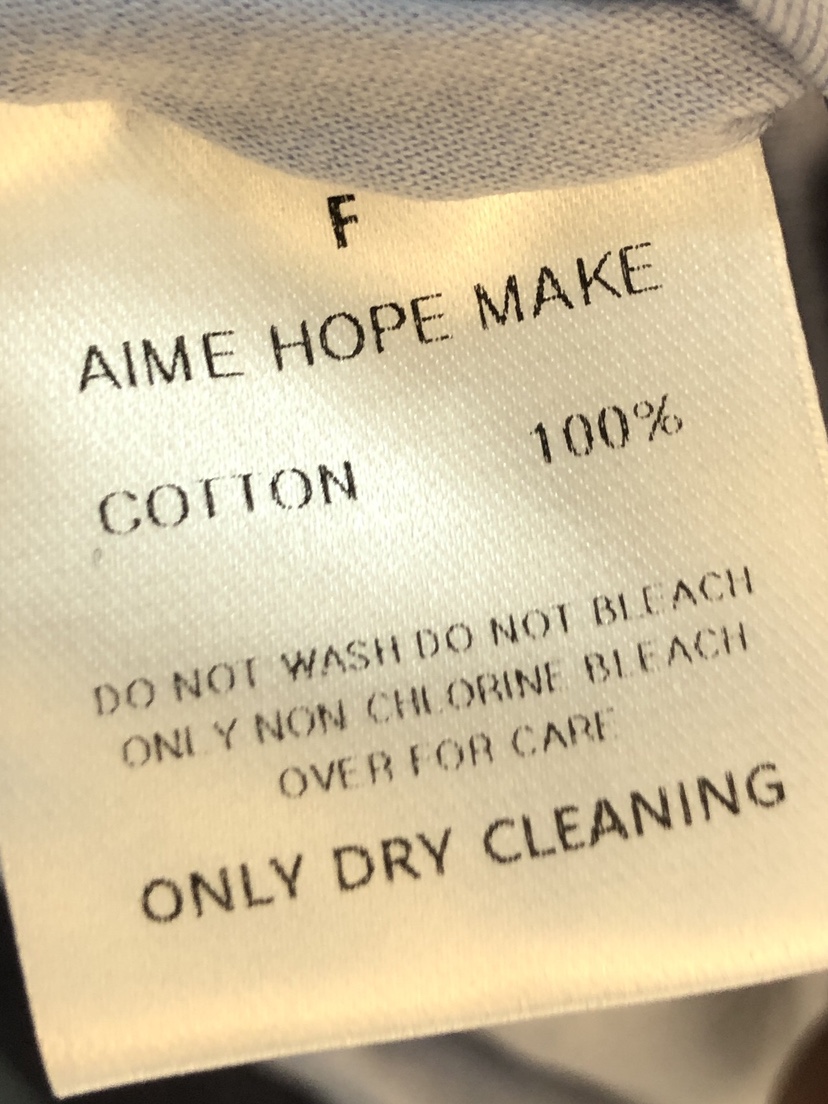 F
AIME HOPE MAKE
COTTON 100%
DO NOT WASH DO NOT BLEACH
ONLY NON CHLORINE BLEACH
OVER FOR CARE
ONLY DRY CLEANING